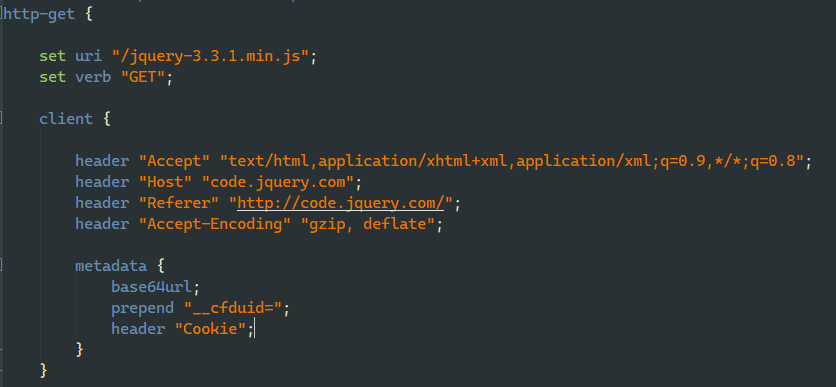 http-get {
set uri "/jquery-3.3.1.min.js";
set verb "GET";
client {
header "Accept" "text/html,application/xhtml+xml,application/xml;q=0.9,*/*;q=0.8";
header "Host" "code.jquery.com";
header "Referer" "http://code.jquery.com/";
header "Accept-Encoding" "gzip, deflate";
metadata {
base64url;
prepend "__cfduid=";
header "Cookie";
}
}